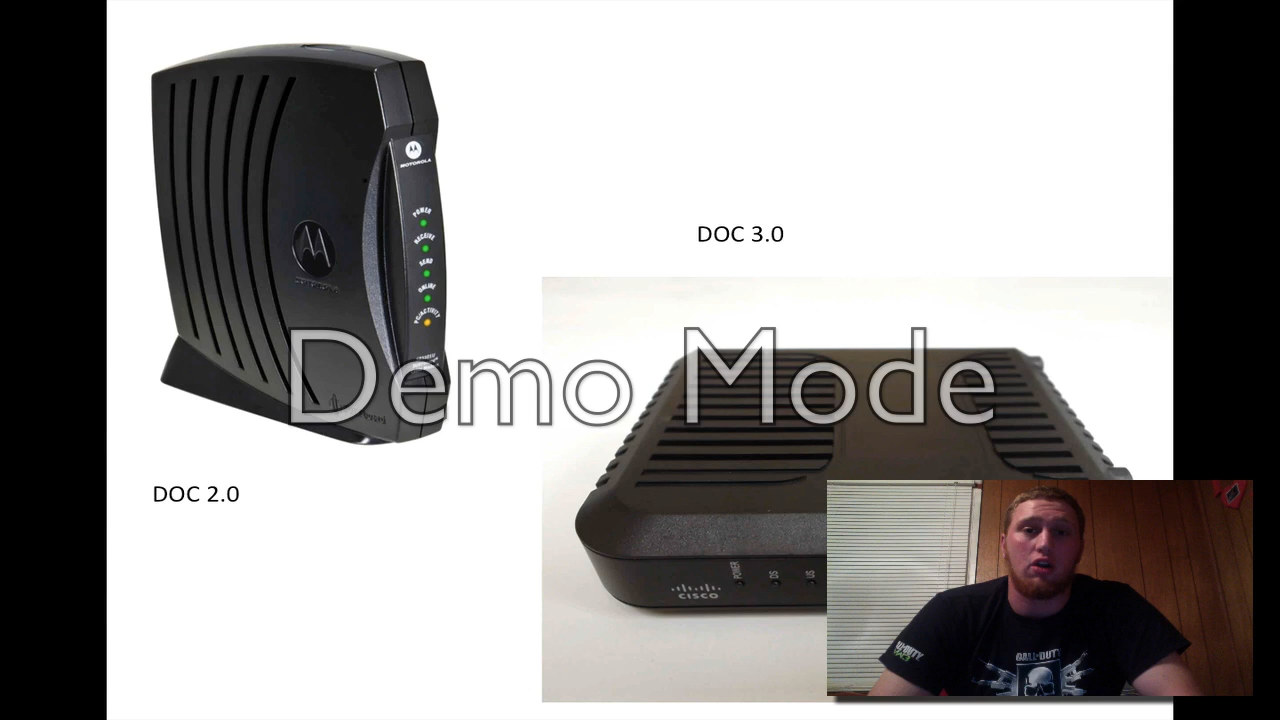 MOTOROLA
POWER
RECEIVE
SEND
ONLINE
PC/ACTIVITY
DOC 3.0
Demo Mode
DOC 2.0
POWER
DS
US
CISCO
CALL OF DUTY